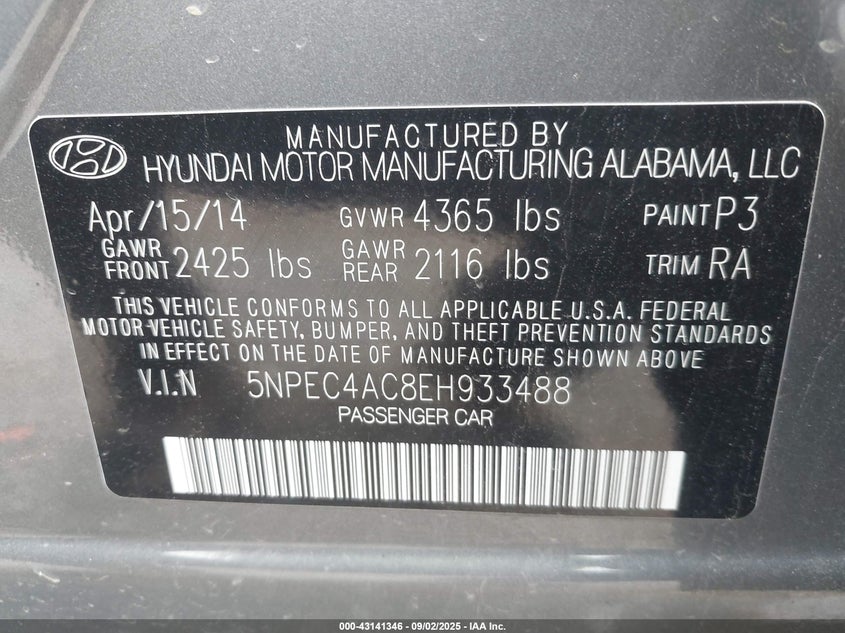 MANUFACTURED BY
HYUNDAI MOTOR MANUFACTURING ALABAMA, LLC
Apr/15/14 GVWR 4365 lbs PAINT P3
GAWR FRONT 2425 lbs GAWR REAR 2116 lbs TRIM RA
THIS VEHICLE CONFORMS TO ALL APPLICABLE U.S.A. FEDERAL
MOTOR VEHICLE SAFETY, BUMPER, AND THEFT PREVENTION STANDARDS
IN EFFECT ON THE DATE OF MANUFACTURE SHOWN ABOVE
V.I.N 5NPEC4AC8EH933488
PASSENGER CAR
000-43141346 - 09/02/2025 - IAA Inc.